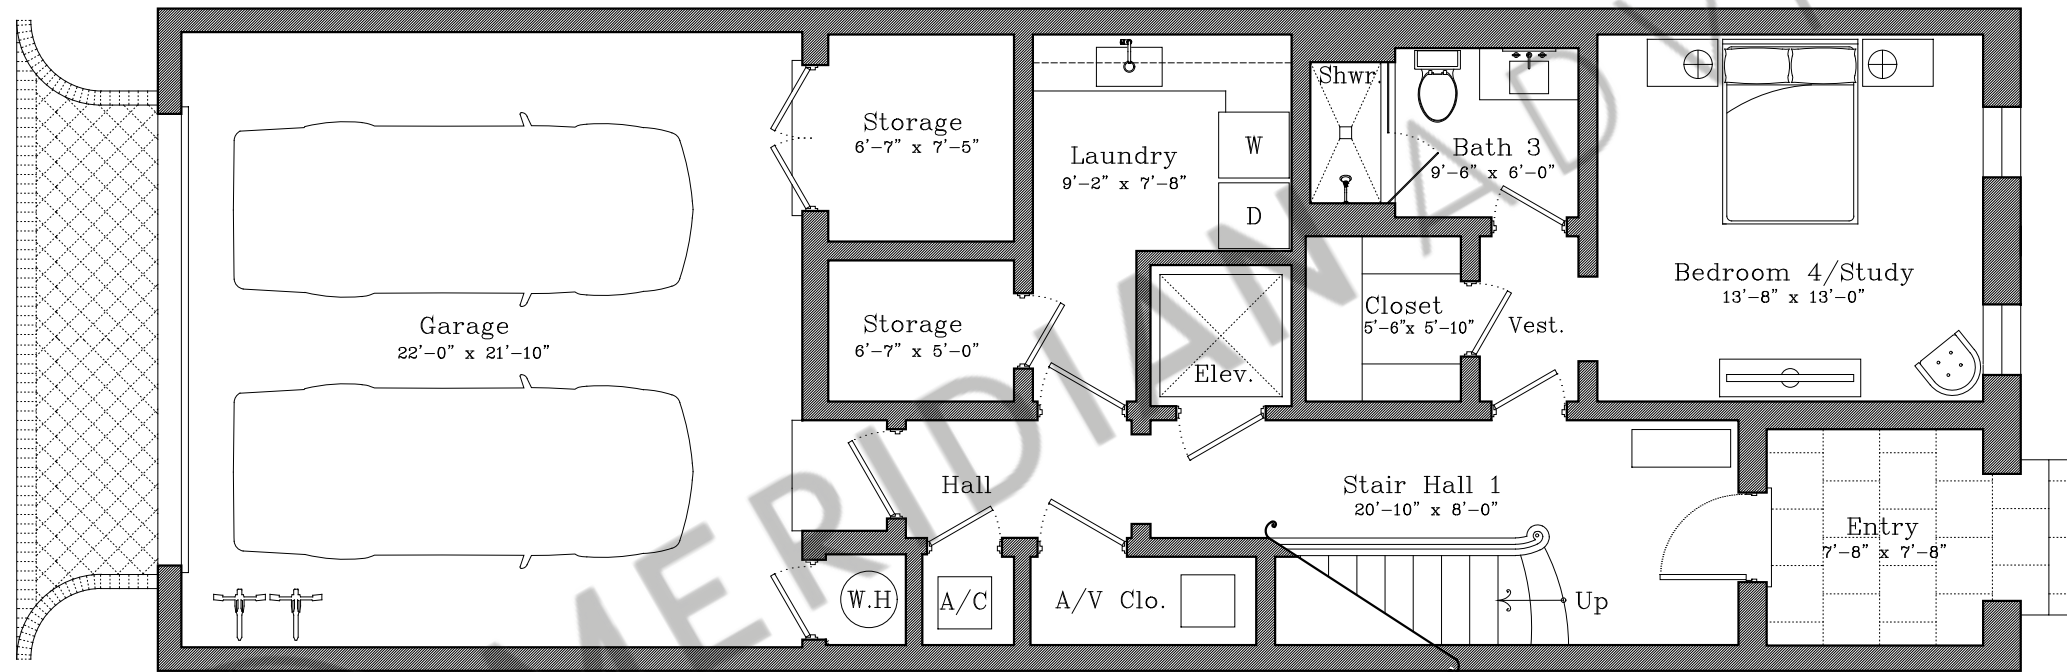 Garage
22'-0" x 21'-10"
Storage
6'-7" x 7'-5"
Storage
6'-7" x 5'-0"
Laundry
9'-2" x 7'-8"
W
D
Shwr.
Bath 3
9'-6" x 6'-0"
Bedroom 4/Study
13'-8" x 13'-0"
Closet
5'-6"x 5'-10"
Vest.
Elev.
Hall
Stair Hall 1
20'-10" x 8'-0"
Entry
7'-8" x 7'-8"
W.H
A/C
A/V Clo.
Up
MERIDIAN ADV